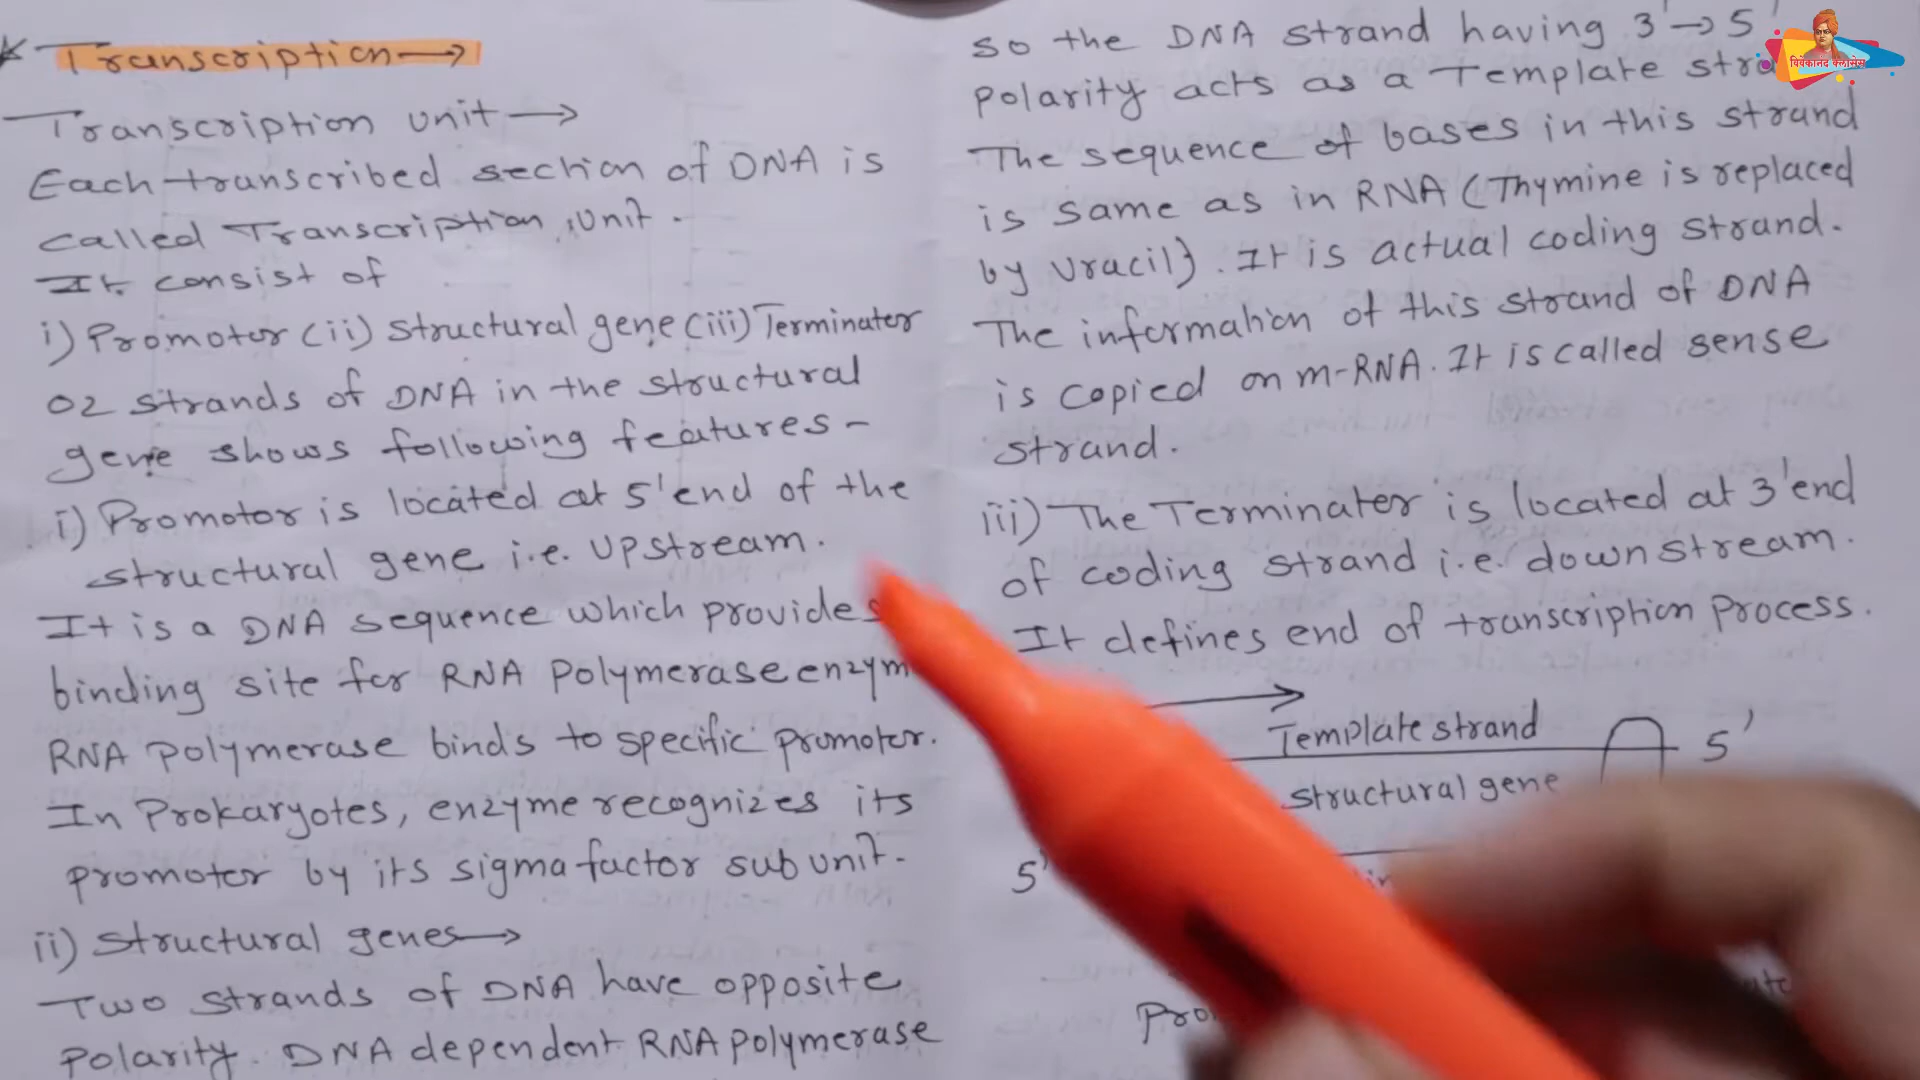 Transcription →
Transcription unit →
Each transcribed section of DNA is
called Transcription Unit.
It consist of
i) Promotor (ii) structural gene (iii) Terminater
02 strands of DNA in the structural
gene shows following features -
i) Promotor is located at 5' end of the
structural gene i.e. Upstream.
It is a DNA sequence which provides
binding site for RNA Polymerase enzym
RNA polymerase binds to specific promoter.
In Prokaryotes, enzyme recognizes its
promoter by its sigma factor sub unit.
ii) structural genes →
Two strands of DNA have opposite
Polarity. DNA dependent RNA polymerase
so the DNA strand having 3' → 5'
polarity acts as a Template stra
The sequence of bases in this strand
is same as in RNA (Thymine is replaced
by Uracil). It is actual coding strand.
The information of this strand of DNA
is copied on m-RNA. It is called sense
strand.
iii) The Terminater is located at 3' end
of coding strand i.e. down stream.
It defines end of transcription Process.
Template strand
5'
structural gene
5'
Pro
विवेकानंद क्लासेस